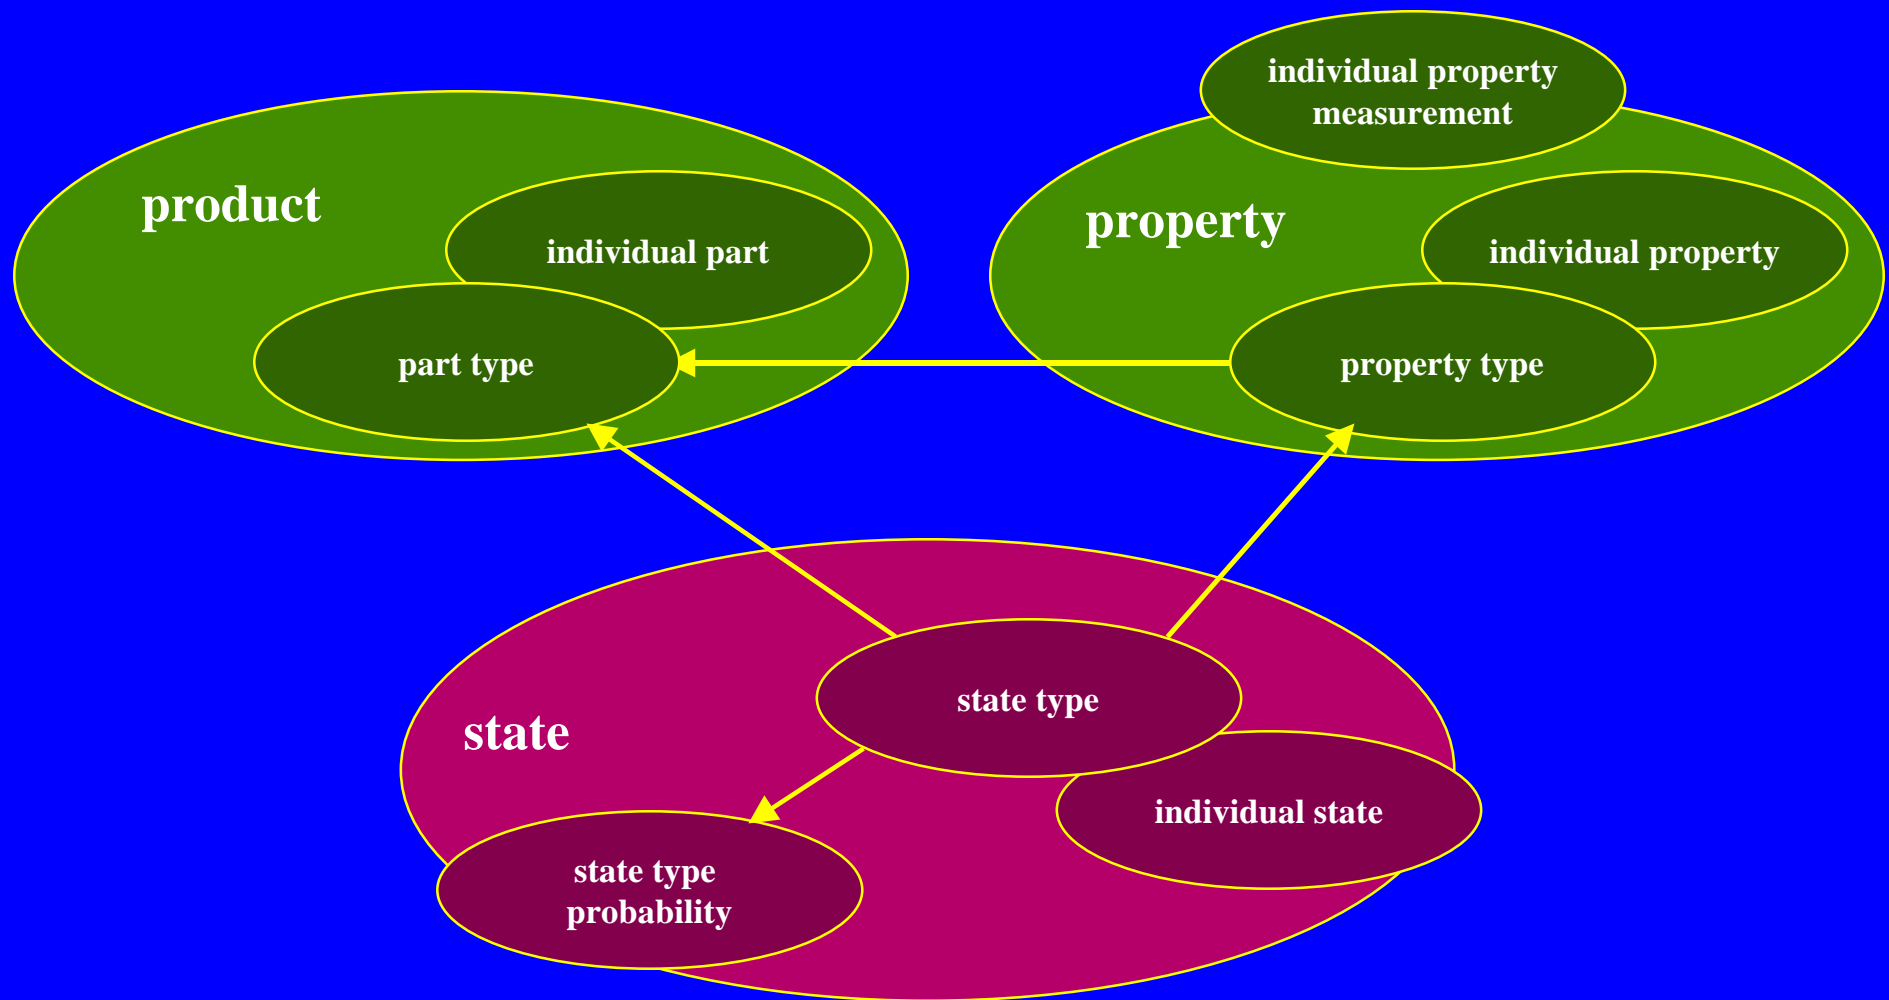 individual property
measurement
product
property
individual part
individual property
part type
property type
state type
state
individual state
state type
probability